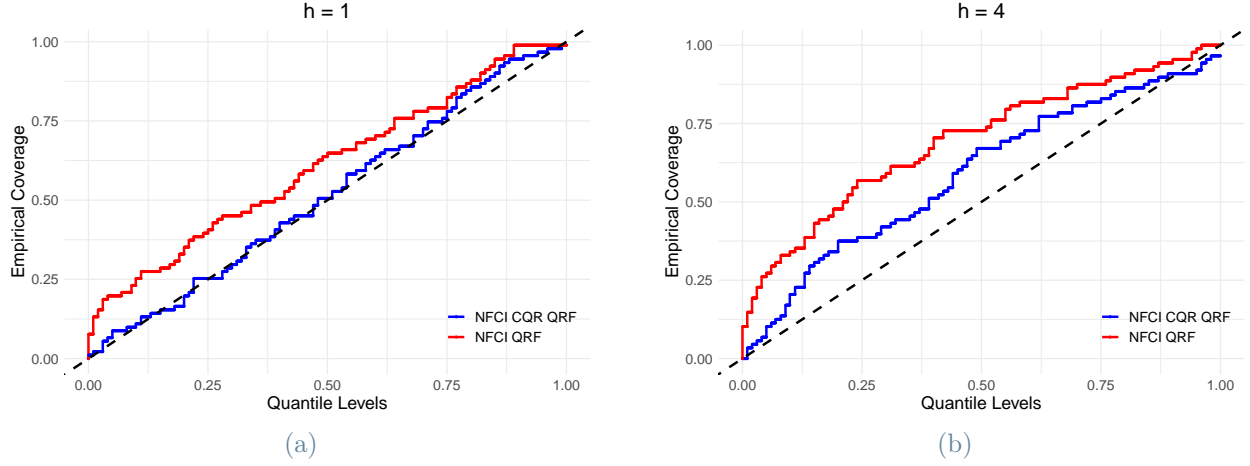 h = 1
1.00
0.75
0.50
0.25
0.00
Empirical Coverage
NFCI CQR QRF
NFCI QRF
0.00 0.25 0.50 0.75 1.00
Quantile Levels
(a)
h = 4
1.00
0.75
0.50
0.25
0.00
Empirical Coverage
NFCI CQR QRF
NFCI QRF
0.00 0.25 0.50 0.75 1.00
Quantile Levels
(b)